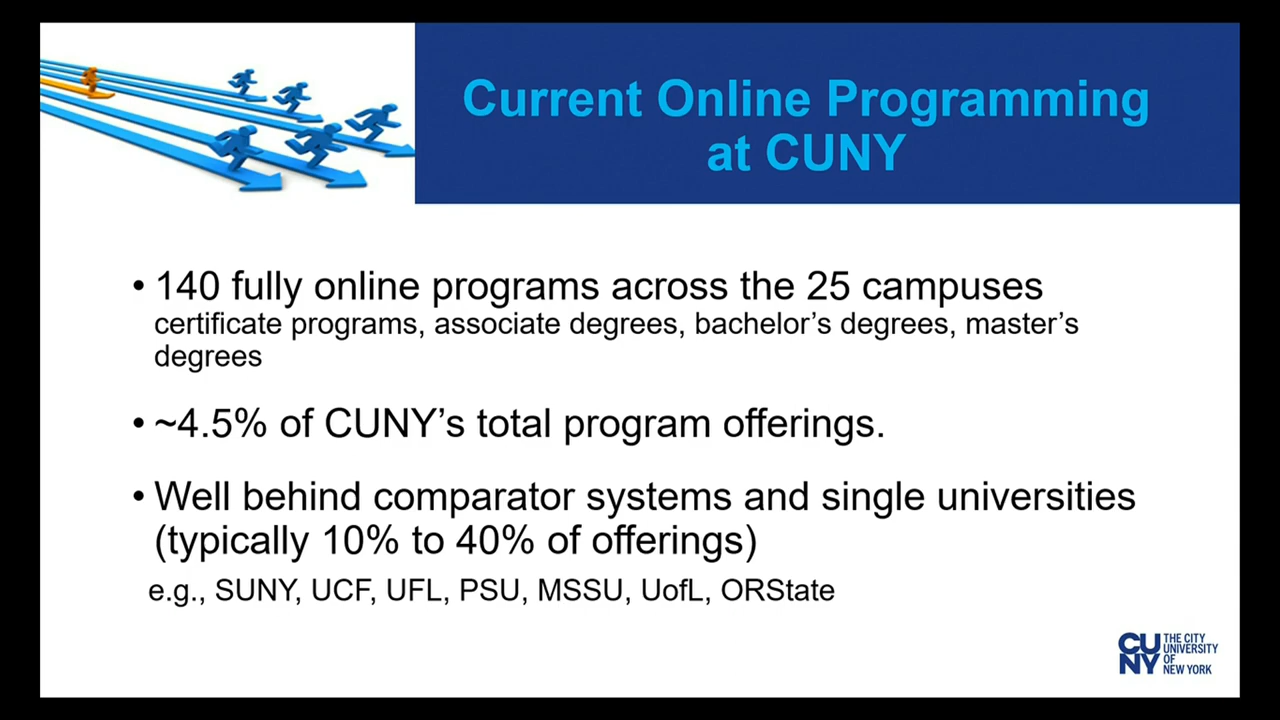 Current Online Programming
at CUNY
• 140 fully online programs across the 25 campuses
certificate programs, associate degrees, bachelor’s degrees, master’s
degrees
• ~4.5% of CUNY’s total program offerings.
• Well behind comparator systems and single universities
(typically 10% to 40% of offerings)
e.g., SUNY, UCF, UFL, PSU, MSSU, UofL, ORState
CU
NY
THE CITY
UNIVERSITY
OF
NEW YORK